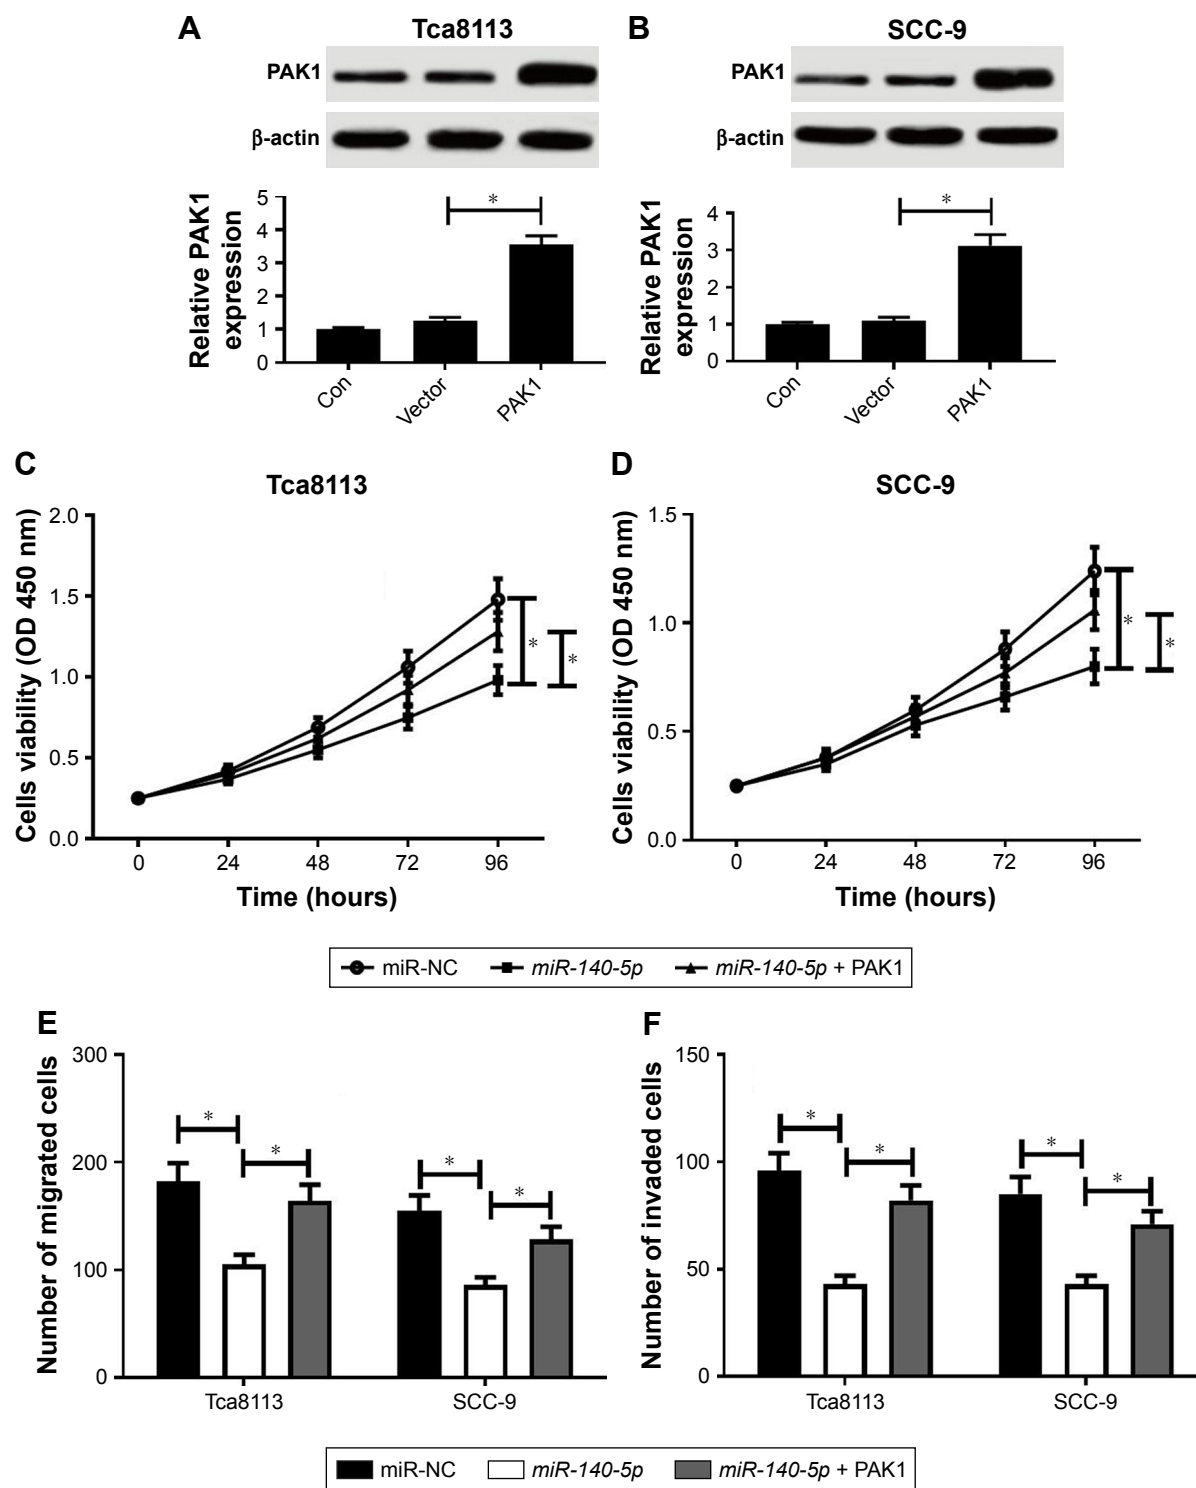 A
Tca8113
PAK1
β-actin
Relative PAK1
expression
5
4
3
2
1
0
*
Con
Vector
PAK1
B
SCC-9
PAK1
β-actin
Relative PAK1
expression
4
3
2
1
0
*
Con
Vector
PAK1
C
Tca8113
Cells viability (OD 450 nm)
2.0
1.5
1.0
0.5
0.0
*
*
0 24 48 72 96
Time (hours)
D
SCC-9
Cells viability (OD 450 nm)
1.5
1.0
0.5
0.0
*
*
0 24 48 72 96
Time (hours)
miR-NC miR-140-5p miR-140-5p + PAK1
E
Number of migrated cells
300
200
100
0
* * * *
Tca8113 SCC-9
F
Number of invaded cells
150
100
50
0
* * * *
Tca8113 SCC-9
miR-NC miR-140-5p miR-140-5p + PAK1